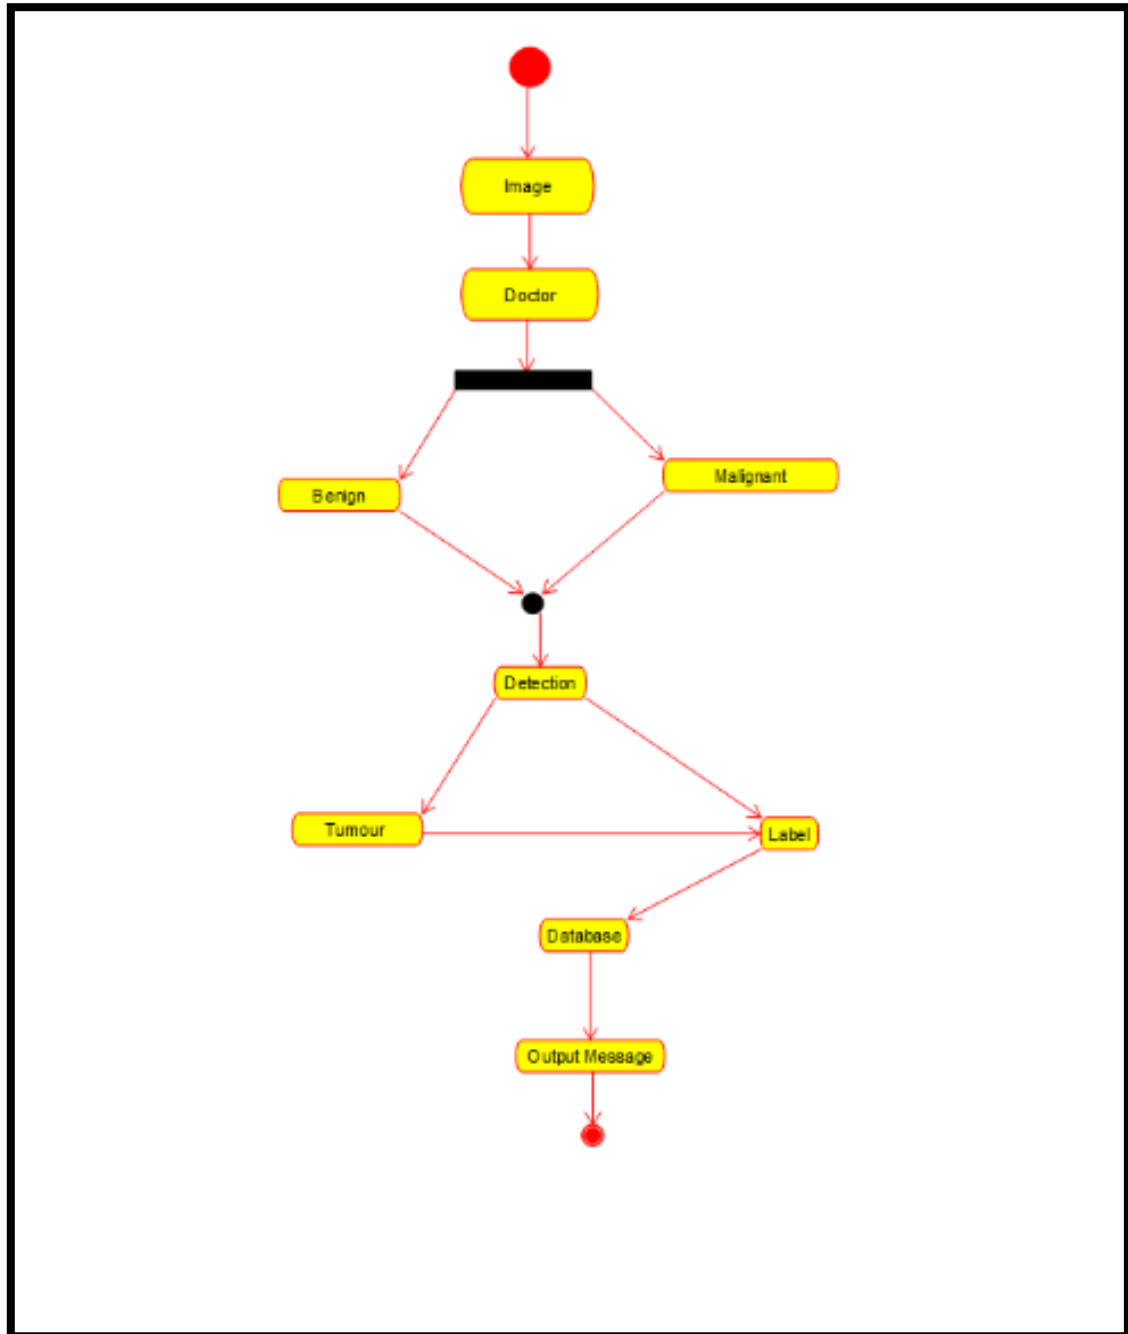 Image
Doctor
Malignant
Benign
Detection
Tumour
Label
Database
Output Message